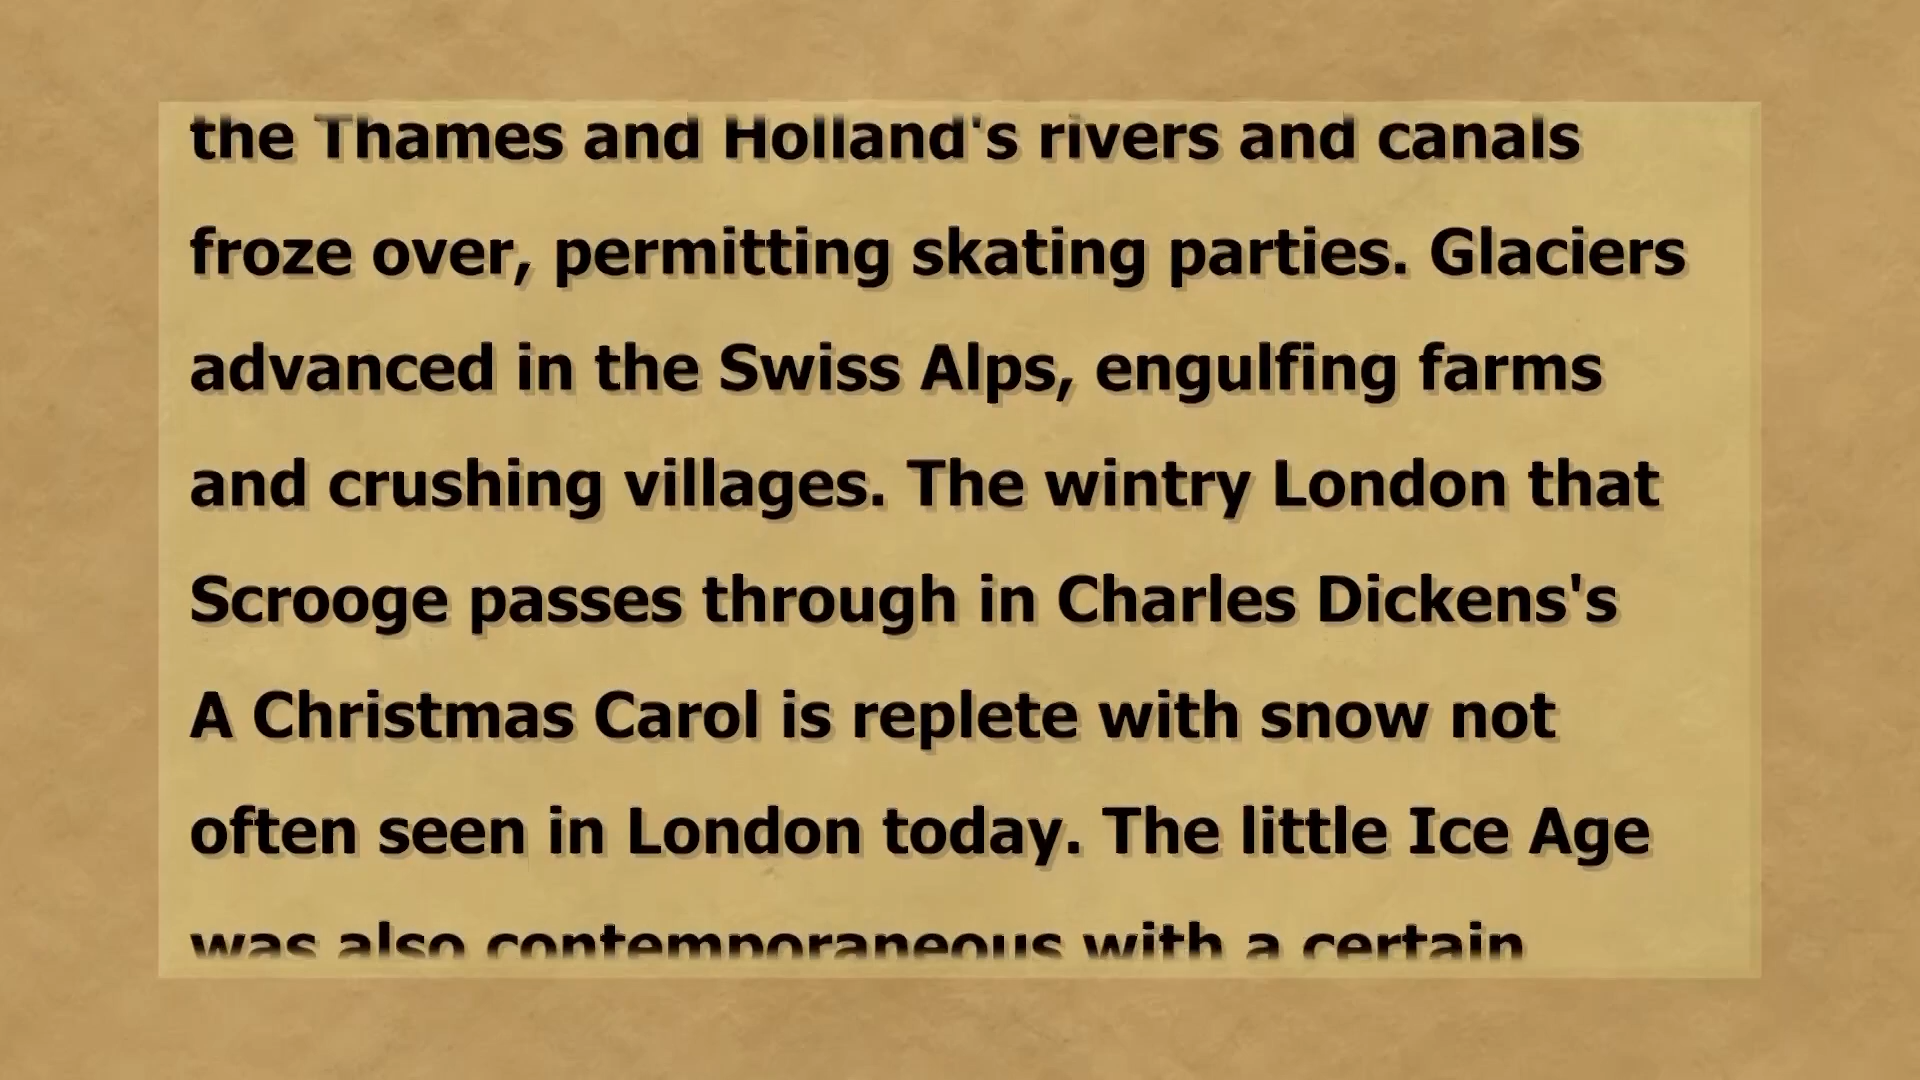 the Thames and Holland's rivers and canals
froze over, permitting skating parties. Glaciers
advanced in the Swiss Alps, engulfing farms
and crushing villages. The wintry London that
Scrooge passes through in Charles Dickens's
A Christmas Carol is replete with snow not
often seen in London today. The little Ice Age
was also contemporaneous with a certain